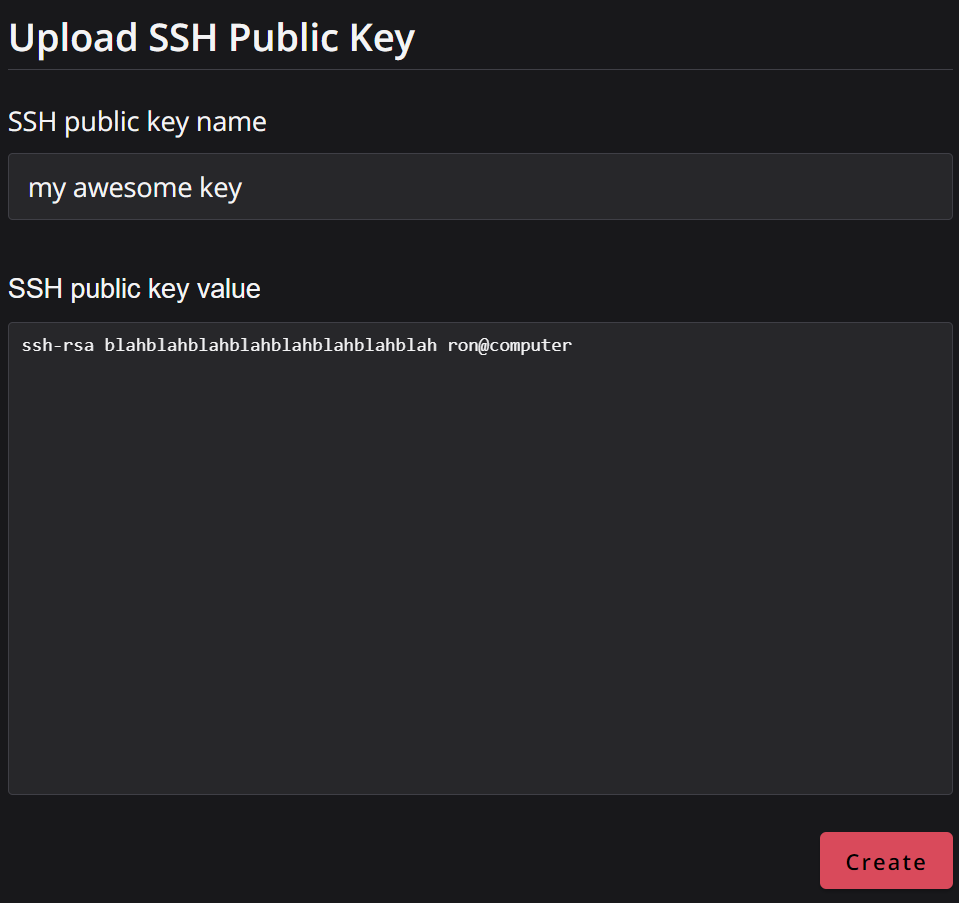 Upload SSH Public Key
SSH public key name
my awesome key
SSH public key value
ssh-rsa blahblahblahblahblahblahblahblah ron@computer
Create